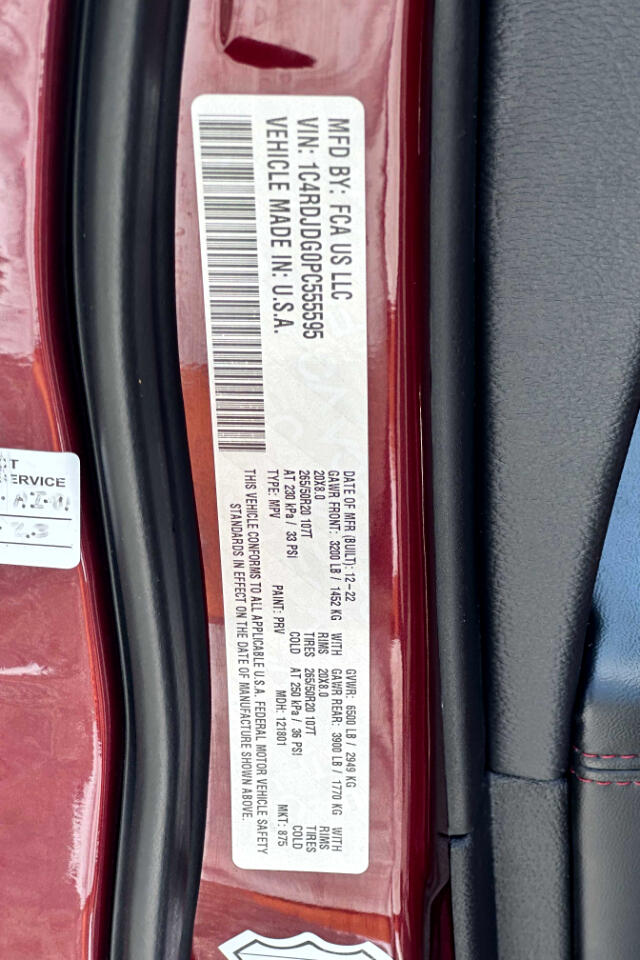 MFD BY: FCA US LLC
VIN: 1C4RDJDG0PC555595
VEHICLE MADE IN: U.S.A.
DATE OF MFR (BUILT): 12-22 GVWR: 6500 LB / 2949 KG
GAWR FRONT: 3200 LB / 1452 KG WITH GAWR REAR: 3900 LB / 1770 KG WITH
20X8.0 RIMS 20X8.0 RIMS
265/50R20 107T TIRES 265/50R20 107T TIRES
AT 230 kPa / 33 PSI COLD AT 250 kPa / 36 PSI COLD
TYPE: MPV PAINT: PRV MDH: 121801 MKT: 875
THIS VEHICLE CONFORMS TO ALL APPLICABLE U.S.A. FEDERAL MOTOR VEHICLE SAFETY
STANDARDS IN EFFECT ON THE DATE OF MANUFACTURE SHOWN ABOVE.
ERVICE